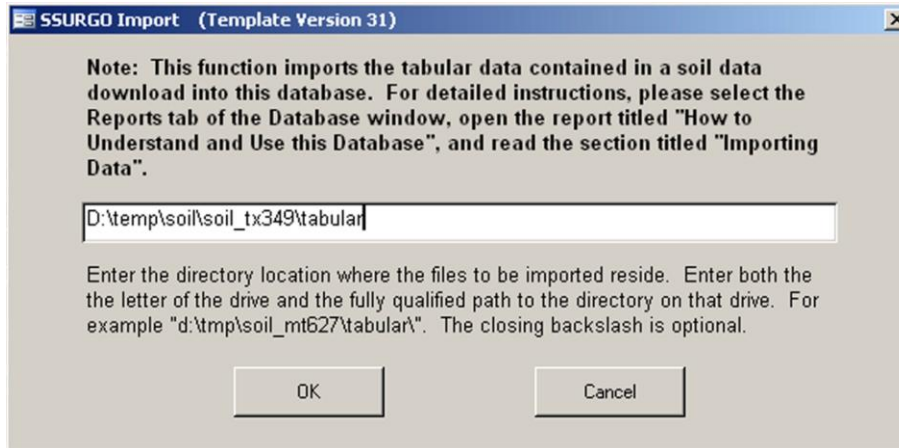 SSURGO Import   (Template Version 31)
Note:  This function imports the tabular data contained in a soil data
download into this database.  For detailed instructions, please select the
Reports tab of the Database window, open the report titled "How to
Understand and Use this Database", and read the section titled "Importing
Data".
D:\temp\soil\soil_tx349\tabular
Enter the directory location where the files to be imported reside.  Enter both the
the letter of the drive and the fully qualified path to the directory on that drive.  For
example "d:\tmp\soil_mt627\tabular\".  The closing backslash is optional.
OK
Cancel